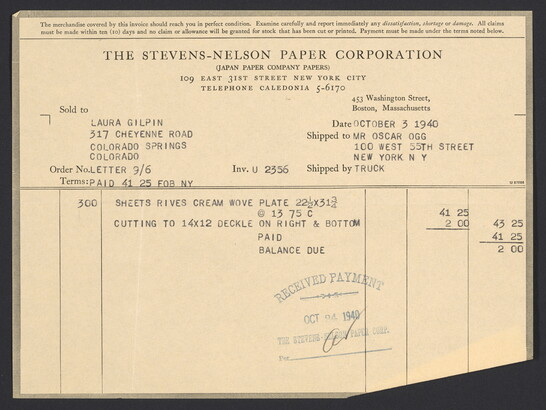 The merchandise covered by this invoice should reach you in perfect condition. Examine carefully and report immediately any dissatisfaction, shortage or damage. All claims
must be made within ten (10) days and no claim or allowance will be granted for stock that has been cut or printed. Payment must be made under the terms noted below.
THE STEVENS-NELSON PAPER CORPORATION
(JAPAN PAPER COMPANY PAPERS)
109 EAST 31ST STREET NEW YORK CITY
TELEPHONE CALEDONIA 5-6170
453 Washington Street,
Boston, Massachusetts
Sold to
LAURA GILPIN
317 CHEYENNE ROAD
COLORADO SPRINGS
COLORADO
Date OCTOBER 3 1940
Shipped to MR OSCAR OGG
100 WEST 55TH STREET
NEW YORK N Y
Order No. LETTER 9/6 Inv. U 2356 Shipped by TRUCK
Terms: PAID 41 25 FOB NY
300 SHEETS RIVES CREAM WOVE PLATE 22½X31¾
@ 13 75 C 41 25
CUTTING TO 14X12 DECKLE ON RIGHT & BOTTOM 2 00 43 25
PAID 41 25
BALANCE DUE 2 00
RECEIVED PAYMENT
OCT 24 1940
THE STEVENS-NELSON PAPER CORP.
Per